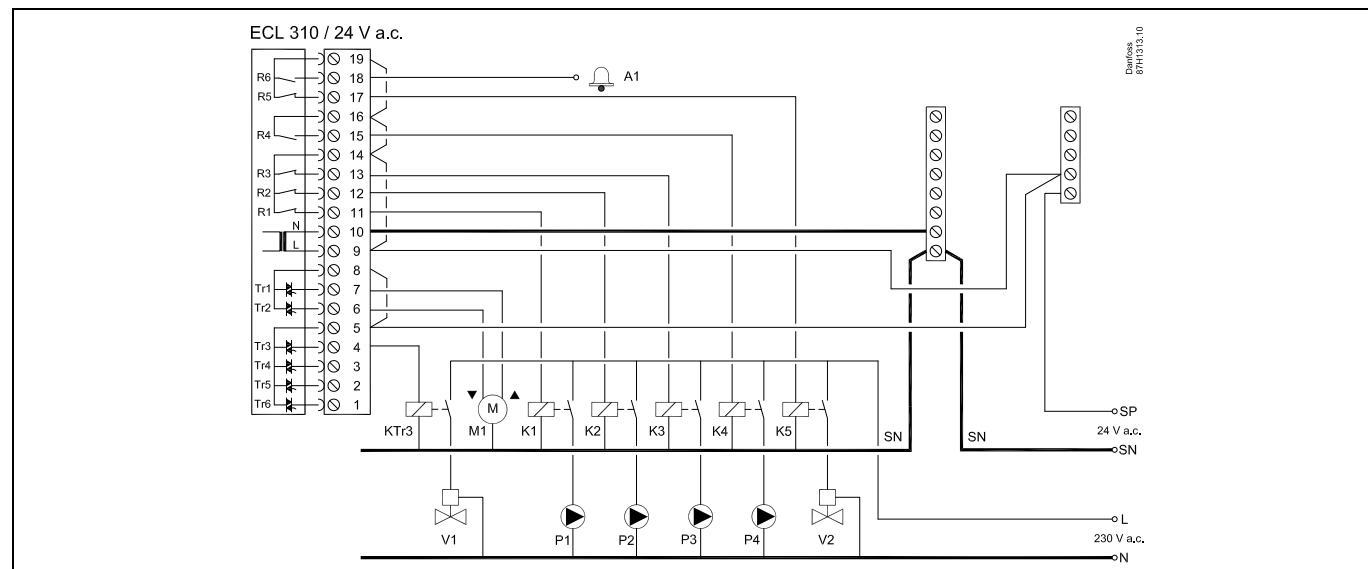 ECL 310 / 24 V a.c.
Danfoss
87H1313.10
19
R6 18 A1
R5 17
16
R4 15
14
R3 13
R2 12
R1 11
N 10
L 9
8
Tr1 7
Tr2 6
5
Tr3 4
Tr4 3
Tr5 2
Tr6 1
M
SP
24 V a.c.
KTr3 M1 K1 K2 K3 K4 K5 SN SN
SN
V1 P1 P2 P3 P4 V2
L
230 V a.c.
N